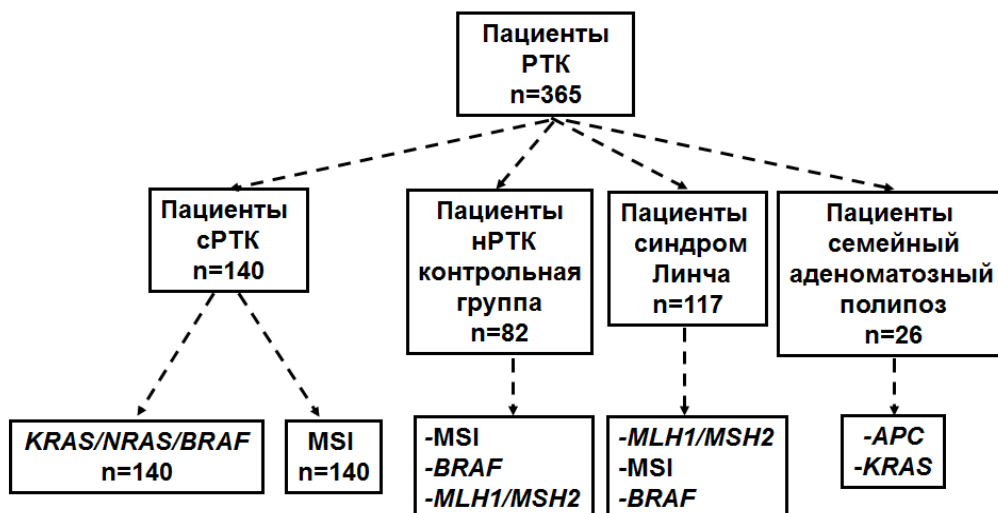 Пациенты
РТК
n=365
Пациенты
сРТК
n=140
Пациенты
нРТК
контрольная
группа
n=82
Пациенты
синдром
Линча
n=117
Пациенты
семейный
аденоматозный
полипоз
n=26
KRAS/NRAS/BRAF
n=140
MSI
n=140
-MSI
-BRAF
-MLH1/MSH2
-MLH1/MSH2
-MSI
-BRAF
-APC
-KRAS